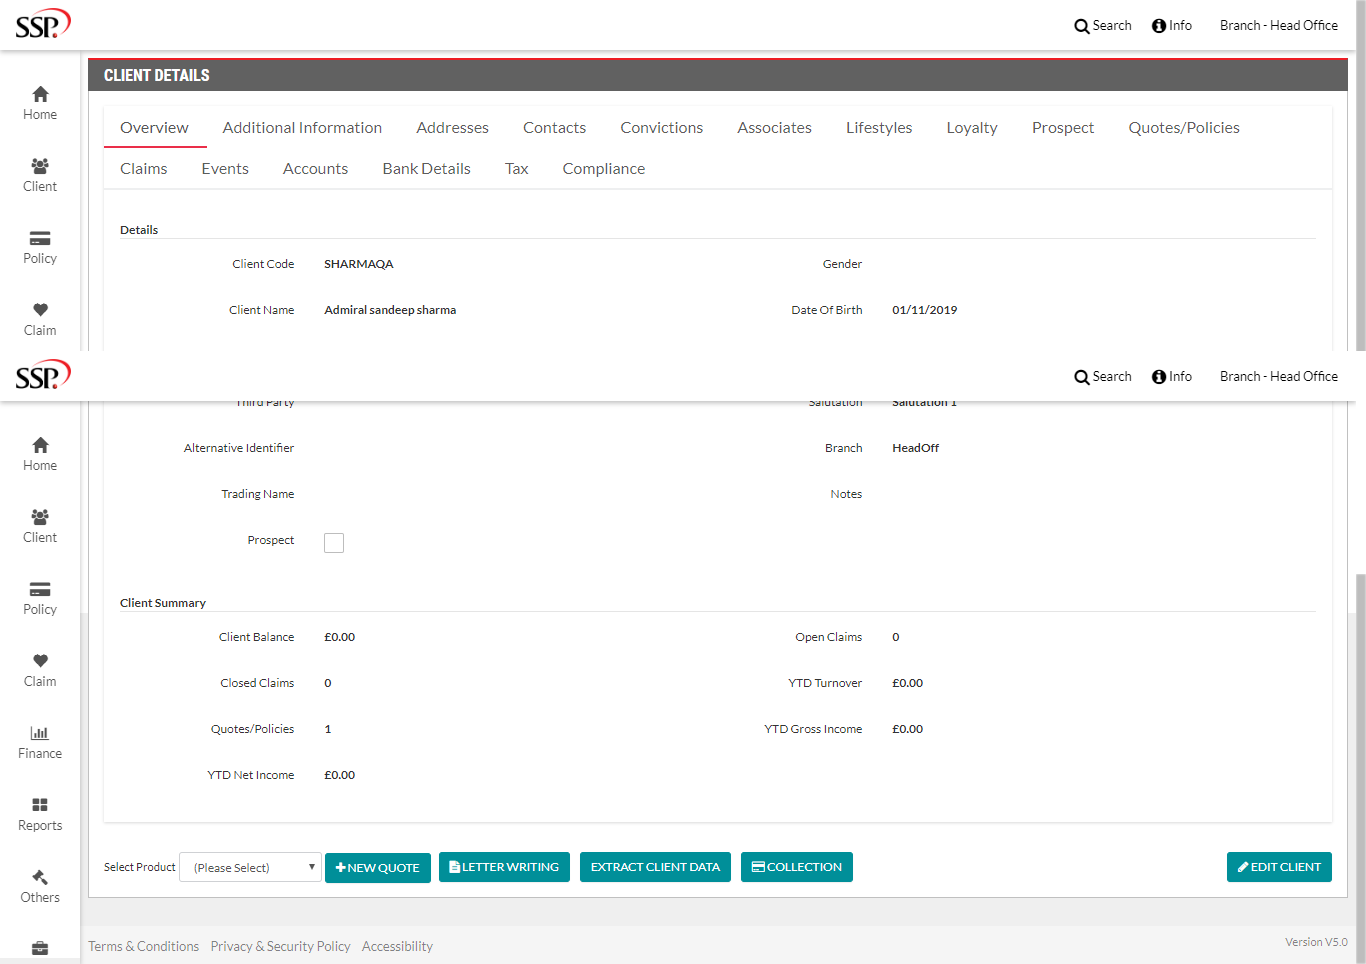 SSP.
Search Info Branch - Head Office
CLIENT DETAILS
Home
Client
Policy
Claim
Overview Additional Information Addresses Contacts Convictions Associates Lifestyles Loyalty Prospect Quotes/Policies
Claims Events Accounts Bank Details Tax Compliance
Details
Client Code SHARMAQA Gender
Client Name Admiral sandeep sharma Date Of Birth 01/11/2019
SSP.
Search Info Branch - Head Office
Home
Client
Policy
Claim
Finance
Reports
Others
Third Party Salutation Salutation 1
Alternative Identifier Branch HeadOff
Trading Name Notes
Prospect
Client Summary
Client Balance £0.00 Open Claims 0
Closed Claims 0 YTD Turnover £0.00
Quotes/Policies 1 YTD Gross Income £0.00
YTD Net Income £0.00
Select Product (Please Select) NEW QUOTE LETTER WRITING EXTRACT CLIENT DATA COLLECTION EDIT CLIENT
Terms & Conditions Privacy & Security Policy Accessibility Version V5.0